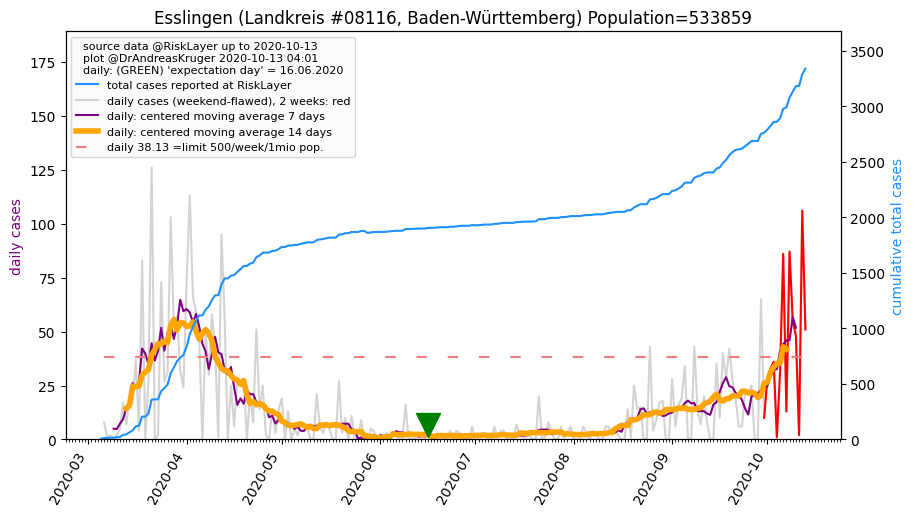 Esslingen (Landkreis #08116, Baden-Württemberg) Population=533859
source data @RiskLayer up to 2020-10-13
plot @DrAndreasKruger 2020-10-13 04:01
daily: (GREEN) 'expectation day' = 16.06.2020
total cases reported at RiskLayer
daily cases (weekend-flawed), 2 weeks: red
daily: centered moving average 7 days
daily: centered moving average 14 days
daily 38.13 =limit 500/week/1mio pop.
daily cases
175
150
125
100
75
50
25
0
cumulative total cases
3500
3000
2500
2000
1500
1000
500
0
2020-03
2020-04
2020-05
2020-06
2020-07
2020-08
2020-09
2020-10